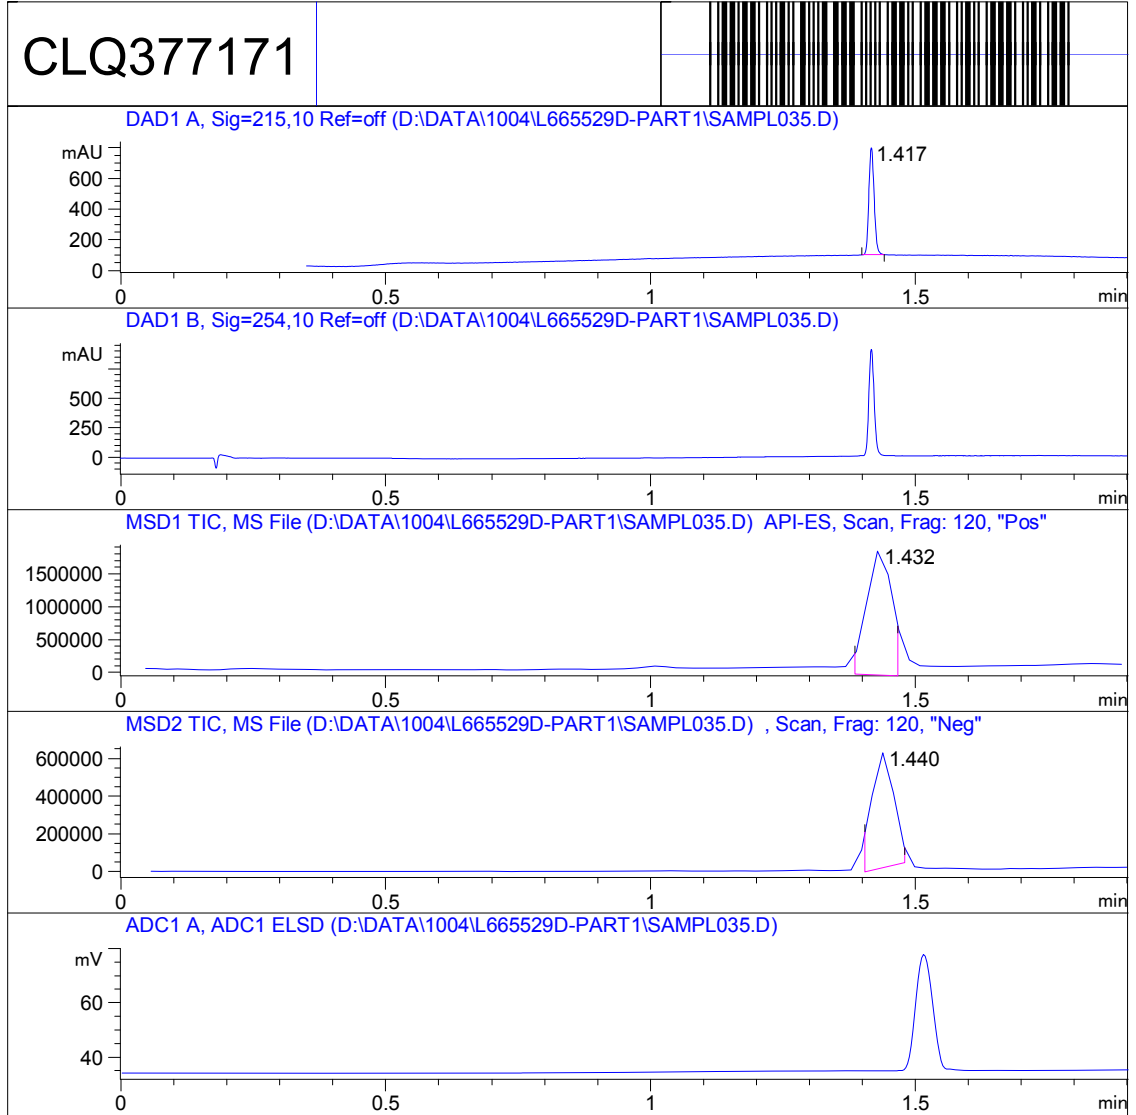 CLQ377171
DAD1 A, Sig=215,10 Ref=off (D:\DATA\1004\L665529D-PART1\SAMPL035.D)
mAU
1.417
600
400
200
0
0 0.5 1 1.5 min
DAD1 B, Sig=254,10 Ref=off (D:\DATA\1004\L665529D-PART1\SAMPL035.D)
mAU
500
250
0
0 0.5 1 1.5 min
MSD1 TIC, MS File (D:\DATA\1004\L665529D-PART1\SAMPL035.D) API-ES, Scan, Frag: 120, "Pos"
1.432
1500000
1000000
500000
0
0 0.5 1 1.5 min
MSD2 TIC, MS File (D:\DATA\1004\L665529D-PART1\SAMPL035.D) , Scan, Frag: 120, "Neg"
600000 1.440
400000
200000
0
0 0.5 1 1.5 min
ADC1 A, ADC1 ELSD (D:\DATA\1004\L665529D-PART1\SAMPL035.D)
mV
60
40
0 0.5 1 1.5 min